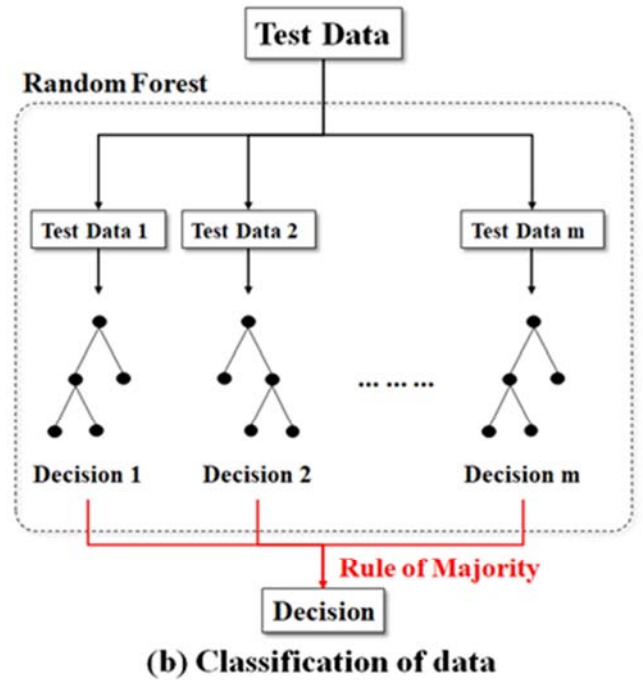 Test Data
Random Forest
Test Data 1
Test Data 2
Test Data m
... ... ...
Decision 1
Decision 2
Decision m
Rule of Majority
Decision
(b) Classification of data